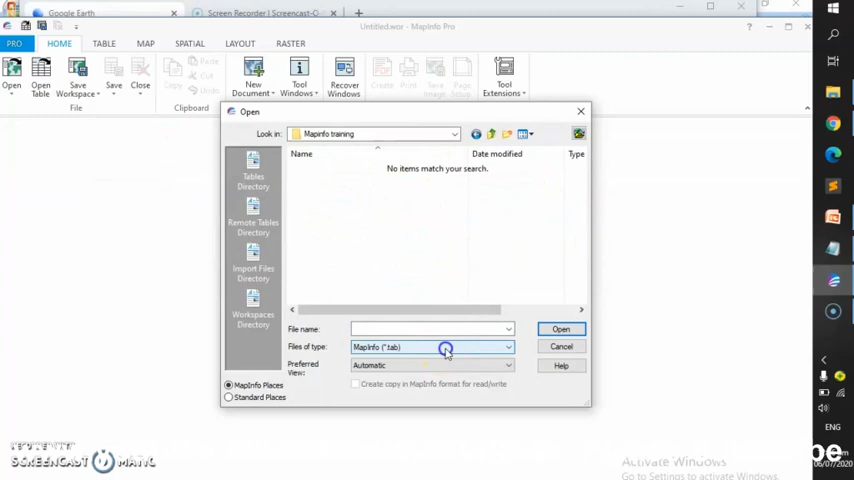 Google Earth
Screen Recorder | Screencast-O
Untitled.wor - MapInfo Pro
PRO HOME TABLE MAP SPATIAL LAYOUT RASTER
Open
Open Table
Save Workspace
Save
Close
File
Copy
Paste
Cut
Undo
Clipboard
New Document
Tool Windows
Recover Windows
Create
Print
Save Image
Page Setup
Tool Extensions
Open
Look in:
Mapinfo training
Name
Date modified
Type
No items match your search.
Tables Directory
Remote Tables Directory
Import Files Directory
Workspaces Directory
File name:
Open
Files of type:
MapInfo (*.tab)
Cancel
Preferred View:
Automatic
Help
Create copy in MapInfo format for read/write
MapInfo Places
Standard Places
SCREENCAST MATIC
be
Activate Windows
Go to Settings to activate Windows.
ENG
06/07/2020